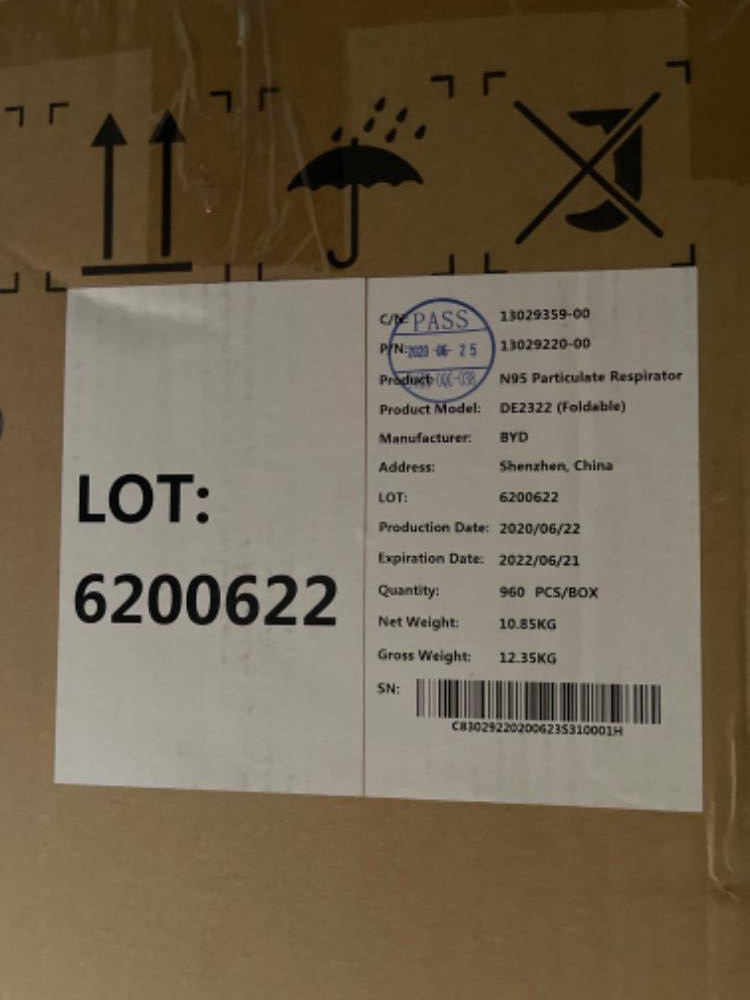 LOT:
6200622
C/N: 13029359-00
P/N: 13029220-00
Product: N95 Particulate Respirator
Product Model: DE2322 (Foldable)
Manufacturer: BYD
Address: Shenzhen, China
LOT: 6200622
Production Date: 2020/06/22
Expiration Date: 2022/06/21
Quantity: 960 PCS/BOX
Net Weight: 10.85KG
Gross Weight: 12.35KG
SN:
PASS
2020 -06- 25